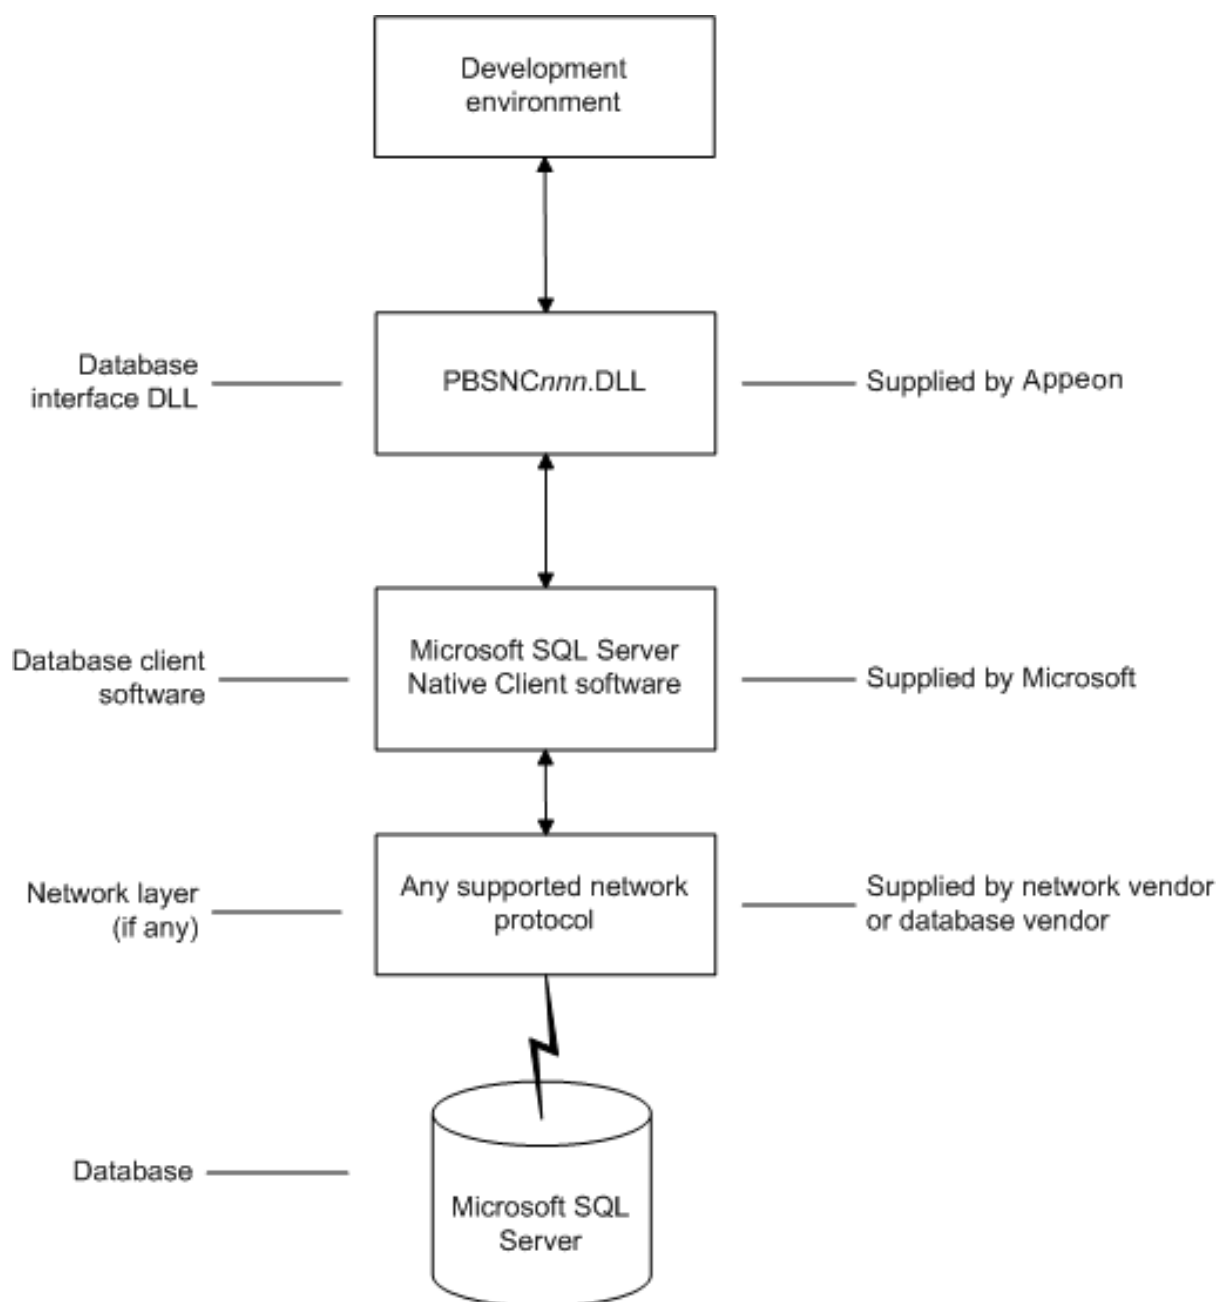 Development
environment
Database
interface DLL
PBSNCnnn.DLL
Supplied by Appeon
Database client
software
Microsoft SQL Server
Native Client software
Supplied by Microsoft
Network layer
(if any)
Any supported network
protocol
Supplied by network vendor
or database vendor
Database
Microsoft SQL
Server